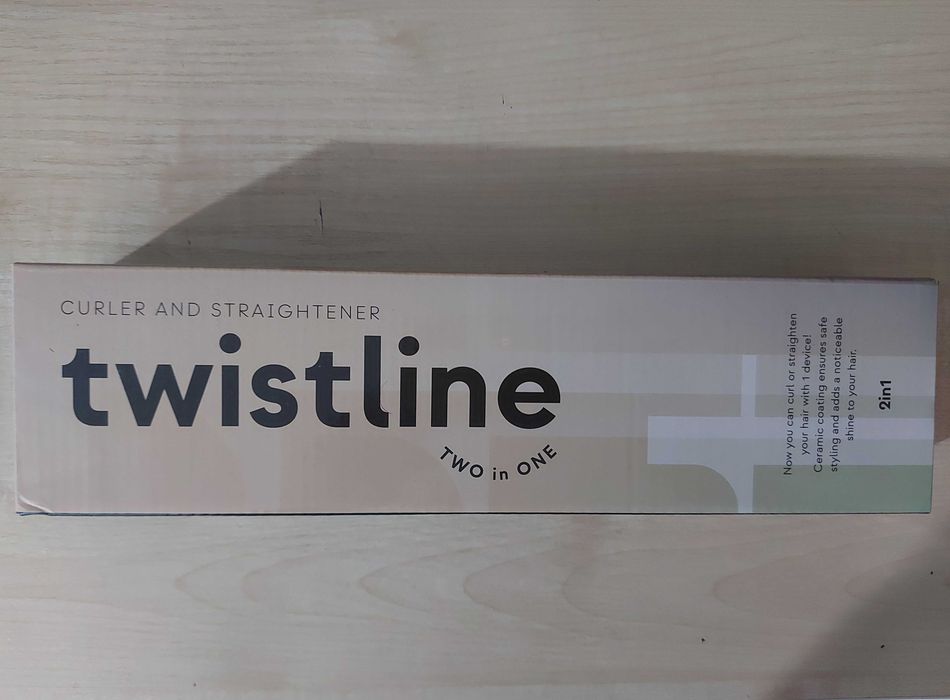 CURLER AND STRAIGHTENER
twistline
TWO in ONE
Now you can curl or straighten
your hair with 1 device!
Ceramic coating ensures safe
styling and adds a noticeable
shine to your hair.
2in1